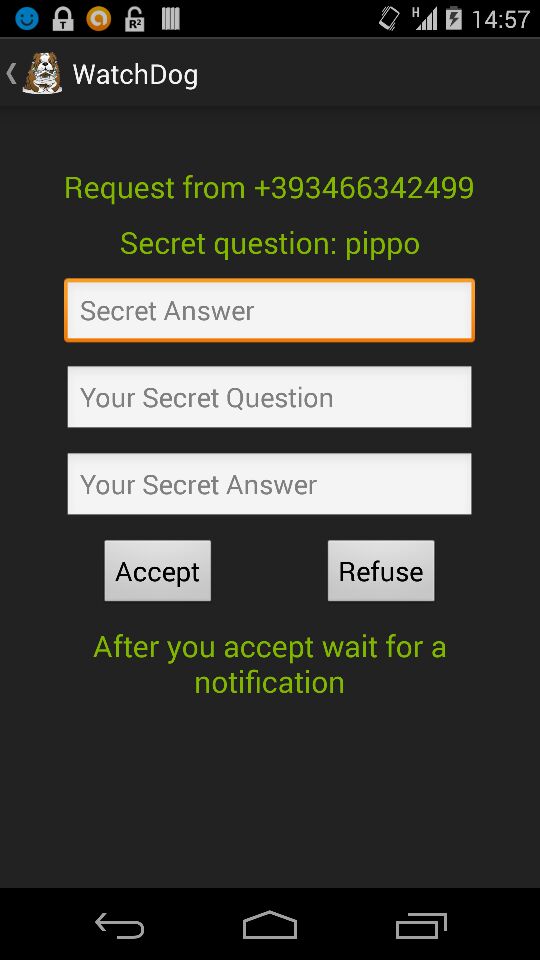 H 14:57
WatchDog
Request from +393466342499
Secret question: pippo
Secret Answer
Your Secret Question
Your Secret Answer
Accept Refuse
After you accept wait for a
notification